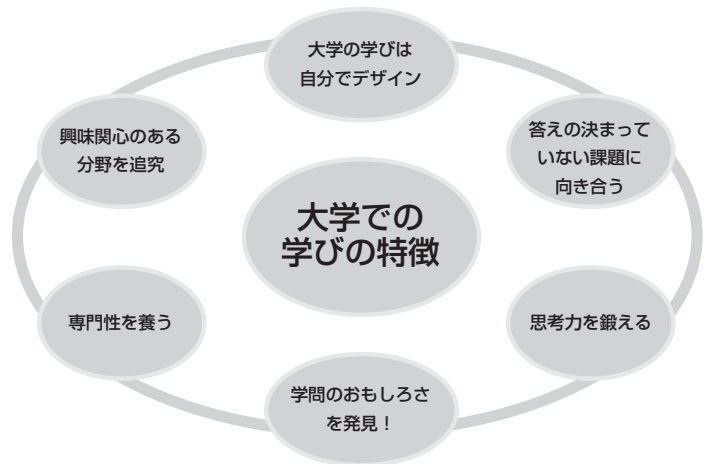 大学の学びは
自分でデザイン
答えの決まって
いない課題に
向き合う
思考力を鍛える
学問のおもしろさ
を発見！
専門性を養う
興味関心のある
分野を追究
大学での
学びの特徴